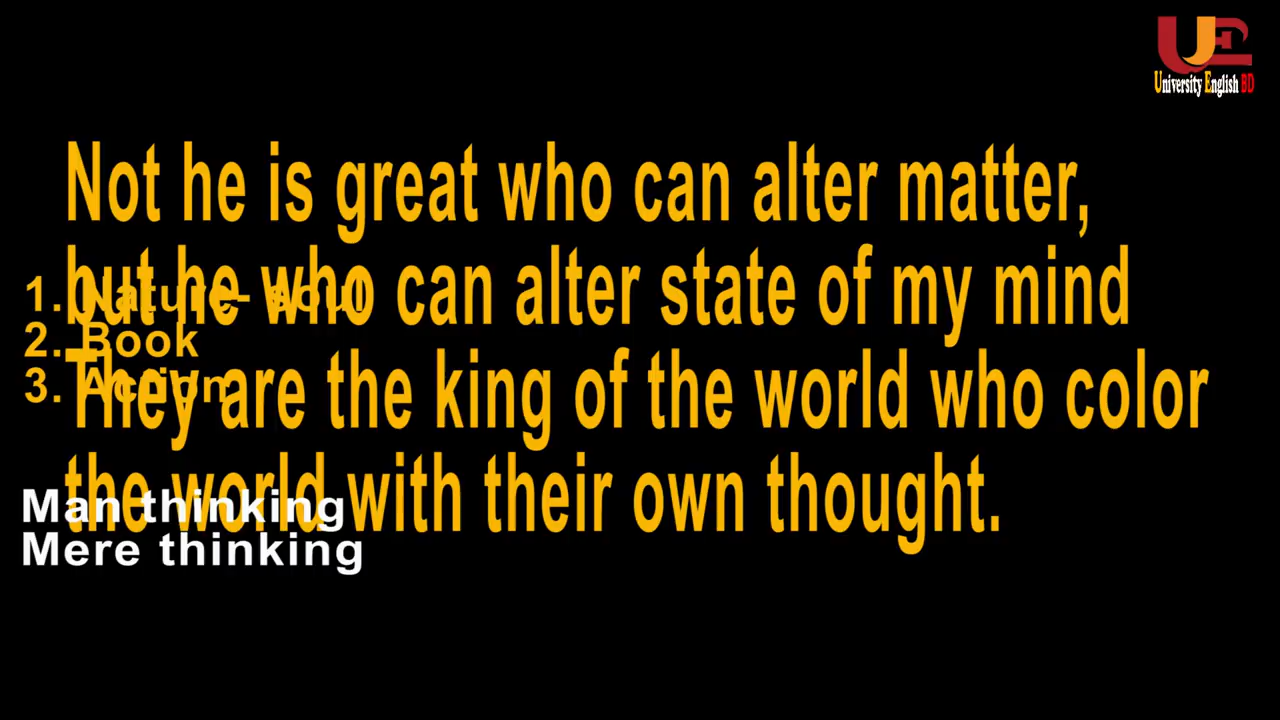 University English BD
Not he is great who can alter matter,
but he who can alter state of my mind
They are the king of the world who color
the world with their own thought.
1. Nature- soul
2. Book
3. Action
Man thinking
Mere thinking